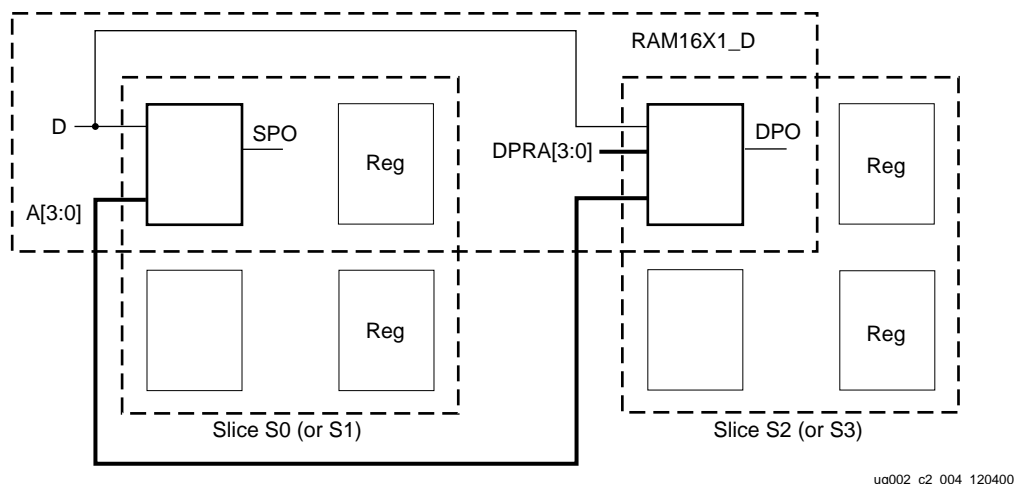 RAM16X1_D
D
SPO
Reg
DPRA[3:0]
DPO
Reg
A[3:0]
Reg
Reg
Slice S0 (or S1)
Slice S2 (or S3)
ug002_c2_004_120400